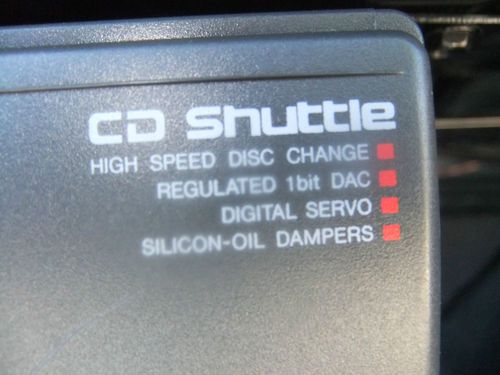 CD Shuttle
HIGH SPEED DISC CHANGE
REGULATED 1bit DAC
DIGITAL SERVO
SILICON-OIL DAMPERS